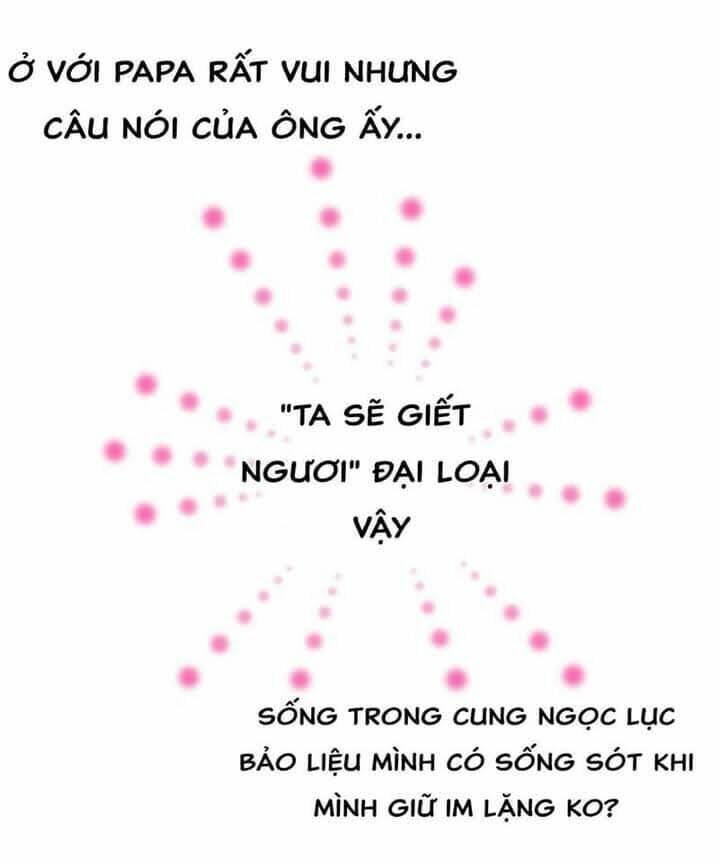 Ở VỚI PAPA RẤT VUI NHƯNG
CÂU NÓI CỦA ÔNG ẤY...
"TA SẼ GIẾT
NGƯƠI" ĐẠI LOẠI
VẬY
SỐNG TRONG CUNG NGỌC LỤC
BẢO LIỆU MÌNH CÓ SỐNG SÓT KHI
MÌNH GIỮ IM LẶNG KO?